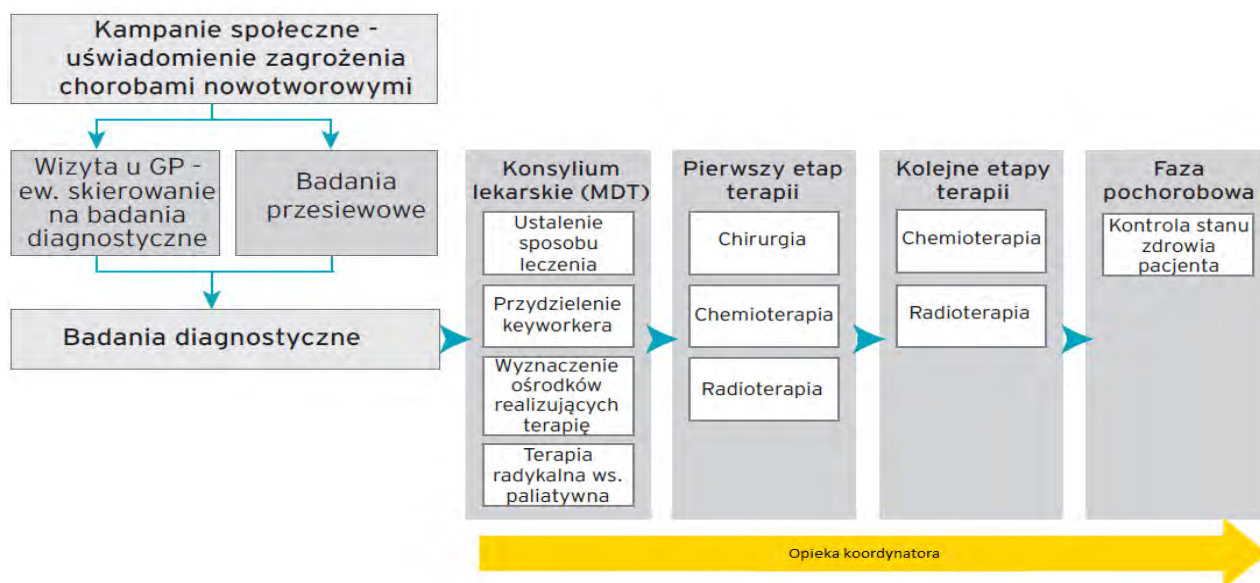 Kampanie społeczne -
uświadomienie zagrożenia
chorobami nowotworowymi
Wizyta u GP -
ew. skierowanie
na badania
diagnostyczne
Badania
przesiewowe
Badania diagnostyczne
Konsylium
lekarskie (MDT)
Ustalenie
sposobu
leczenia
Przydzielenie
keyworkera
Wyznaczenie
ośrodków
realizujących
terapię
Terapia
radykalna ws.
paliatywna
Pierwszy etap
terapii
Chirurgia
Chemioterapia
Radioterapia
Kolejne etapy
terapii
Chemioterapia
Radioterapia
Faza
pochorobowa
Kontrola stanu
zdrowia
pacjenta
Opieka koordynatora